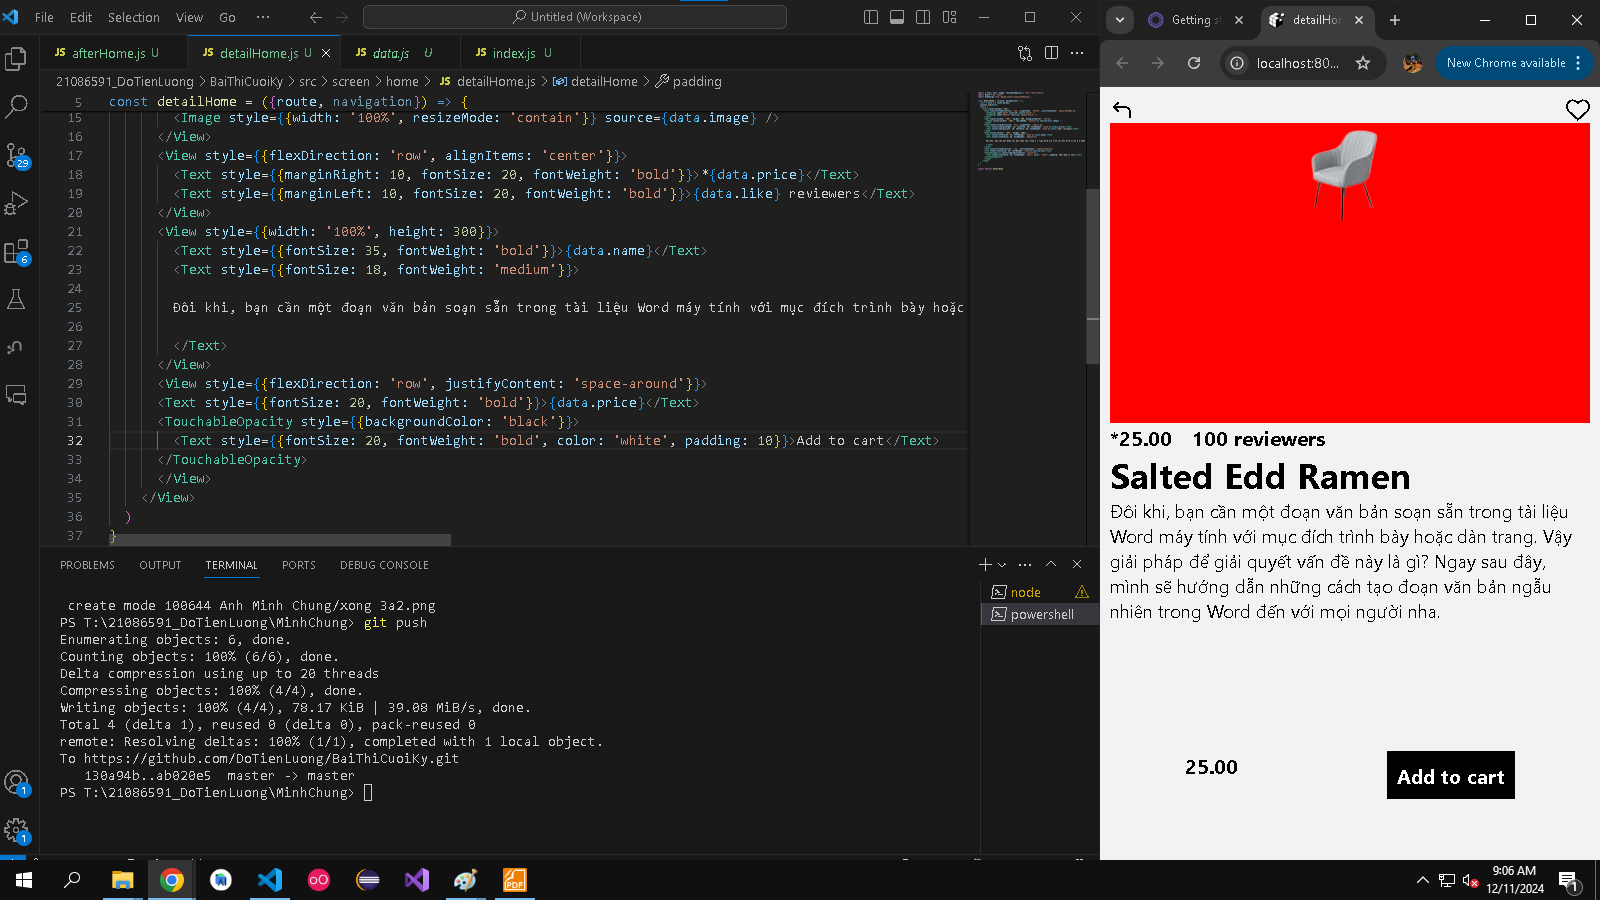 File Edit Selection View Go ··· Untitled (Workspace)
JS afterHome.js U JS detailHome.js U JS data.js U JS index.js U
21086591_DoTienLuong > BaiThiCuoiKy > src > screen > home > JS detailHome.js > detailHome > padding
5 const detailHome = ({route, navigation}) => {
15 <Image style={{width: '100%', resizeMode: 'contain'}} source={data.image} />
16 </View>
17 <View style={{flexDirection: 'row', alignItems: 'center'}}>
18 <Text style={{marginRight: 10, fontSize: 20, fontWeight: 'bold'}}>*{data.price}</Text>
19 <Text style={{marginLeft: 10, fontSize: 20, fontWeight: 'bold'}}>{data.like} reviewers</Text>
20 </View>
21 <View style={{width: '100%', height: 300}}>
22 <Text style={{fontSize: 35, fontWeight: 'bold'}}>{data.name}</Text>
23 <Text style={{fontSize: 18, fontWeight: 'medium'}}>
24
25 Đôi khi, bạn cần một đoạn văn bản soạn sẵn trong tài liệu Word máy tính với mục đích trình bày hoặc
26
27 </Text>
28 </View>
29 <View style={{flexDirection: 'row', justifyContent: 'space-around'}}>
30 <Text style={{fontSize: 20, fontWeight: 'bold'}}>{data.price}</Text>
31 <TouchableOpacity style={{backgroundColor: 'black'}}>
32 <Text style={{fontSize: 20, fontWeight: 'bold', color: 'white', padding: 10}}>Add to cart</Text>
33 </TouchableOpacity>
34 </View>
35 </View>
36 )
37 }
PROBLEMS OUTPUT TERMINAL PORTS DEBUG CONSOLE
create mode 100644 Anh Minh Chung/xong 3a2.png
PS T:\21086591_DoTienLuong\MinhChung> git push
Enumerating objects: 6, done.
Counting objects: 100% (6/6), done.
Delta compression using up to 20 threads
Compressing objects: 100% (4/4), done.
Writing objects: 100% (4/4), 78.17 KiB | 39.08 MiB/s, done.
Total 4 (delta 1), reused 0 (delta 0), pack-reused 0
remote: Resolving deltas: 100% (1/1), completed with 1 local object.
To https://github.com/DoTienLuong/BaiThiCuoiKy.git
130a94b..ab020e5 master -> master
PS T:\21086591_DoTienLuong\MinhChung>
node
powershell
29
6
1
1
Getting st detailHom
localhost:80... New Chrome available
*25.00 100 reviewers
Salted Edd Ramen
Đôi khi, bạn cần một đoạn văn bản soạn sẵn trong tài liệu
Word máy tính với mục đích trình bày hoặc dàn trang. Vậy
giải pháp để giải quyết vấn đề này là gì? Ngay sau đây,
mình sẽ hướng dẫn những cách tạo đoạn văn bản ngẫu
nhiên trong Word đến với mọi người nha.
25.00 Add to cart
PDF
9:06 AM
12/11/2024
1